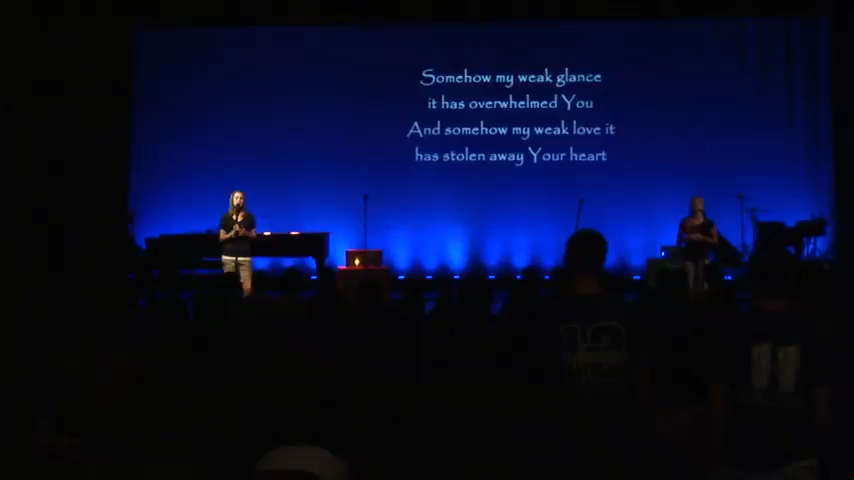 Somehow my weak glance
it has overwhelmed You
And somehow my weak love it
has stolen away Your heart
12